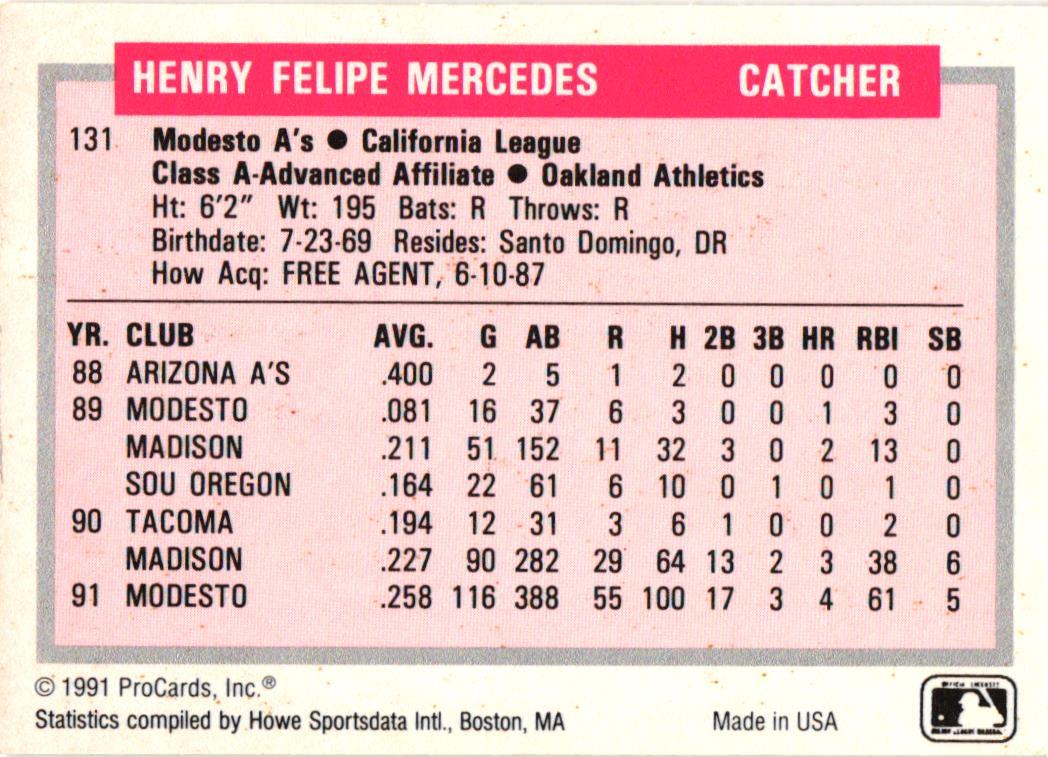 HENRY FELIPE MERCEDES CATCHER
131 Modesto A's ● California League
Class A-Advanced Affiliate ● Oakland Athletics
Ht: 6'2" Wt: 195 Bats: R Throws: R
Birthdate: 7-23-69 Resides: Santo Domingo, DR
How Acq: FREE AGENT, 6-10-87
YR. CLUB AVG. G AB R H 2B 3B HR RBI SB
88 ARIZONA A'S .400 2 5 1 2 0 0 0 0 0
89 MODESTO .081 16 37 6 3 0 0 1 3 0
MADISON .211 51 152 11 32 3 0 2 13 0
SOU OREGON .164 22 61 6 10 0 1 0 1 0
90 TACOMA .194 12 31 3 6 1 0 0 2 0
MADISON .227 90 282 29 64 13 2 3 38 6
91 MODESTO .258 116 388 55 100 17 3 4 61 5
© 1991 ProCards, Inc.®
Statistics compiled by Howe Sportsdata Intl., Boston, MA Made in USA